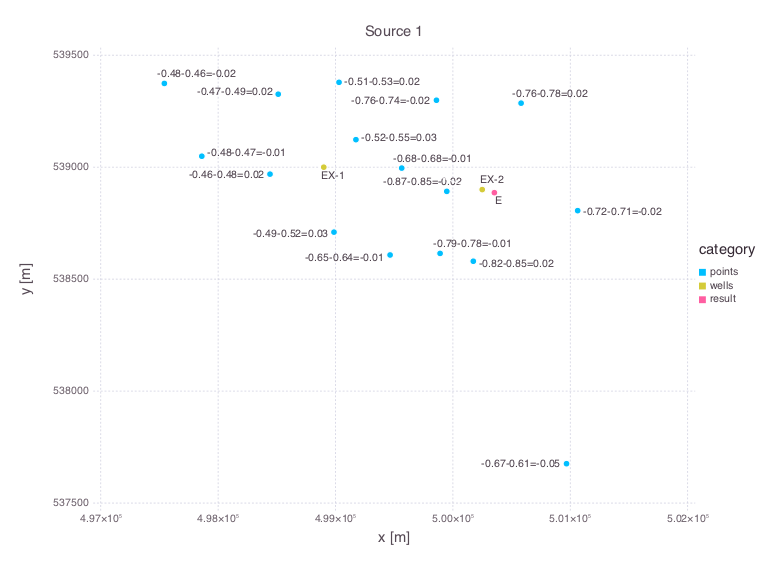 Source 1
539500
-0.48-0.46=-0.02
-0.51-0.53=0.02
-0.47-0.49=0.02
-0.76-0.74=-0.02
-0.76-0.78=0.02
-0.52-0.55=0.03
-0.48-0.47=-0.01
-0.68-0.68=-0.01
539000
-0.46-0.48=0.02
EX-1
-0.87-0.85=-0.02
EX-2
E
-0.72-0.71=-0.02
-0.49-0.52=0.03
-0.79-0.78=-0.01
-0.65-0.64=-0.01
-0.82-0.85=0.02
538500
y [m]
category
points
wells
result
538000
-0.67-0.61=-0.05
537500
4.97×10⁵
4.98×10⁵
4.99×10⁵
5.00×10⁵
5.01×10⁵
5.02×10⁵
x [m]